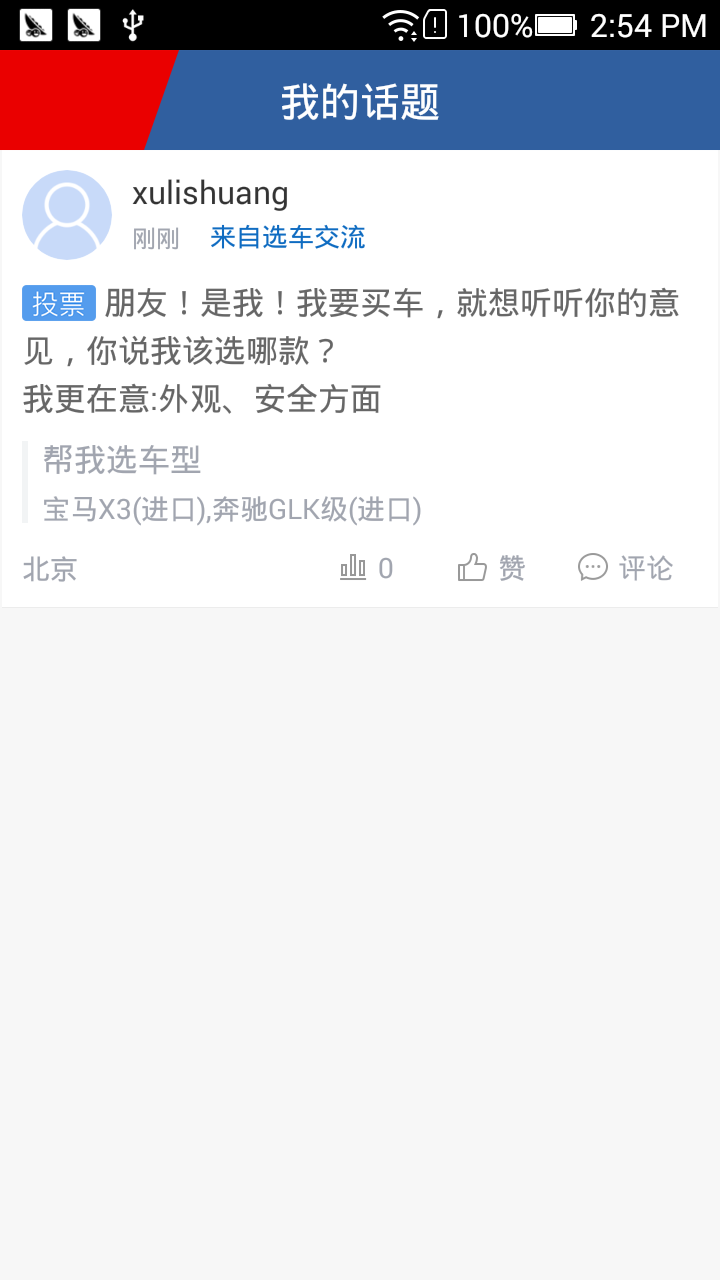 100% 2:54 PM
我的话题
xulishuang
刚刚 来自选车交流
投票 朋友！是我！我要买车，就想听听你的意
见，你说我该选哪款？
我更在意:外观、安全方面
帮我选车型
宝马X3(进口),奔驰GLK级(进口)
北京 0 赞 评论